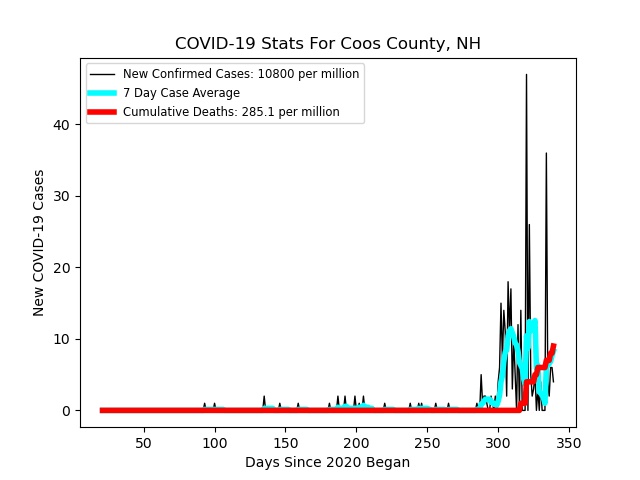 COVID-19 Stats For Coos County, NH
New Confirmed Cases: 10800 per million
7 Day Case Average
Cumulative Deaths: 285.1 per million
New COVID-19 Cases
40
30
20
10
0
50 100 150 200 250 300 350
Days Since 2020 Began